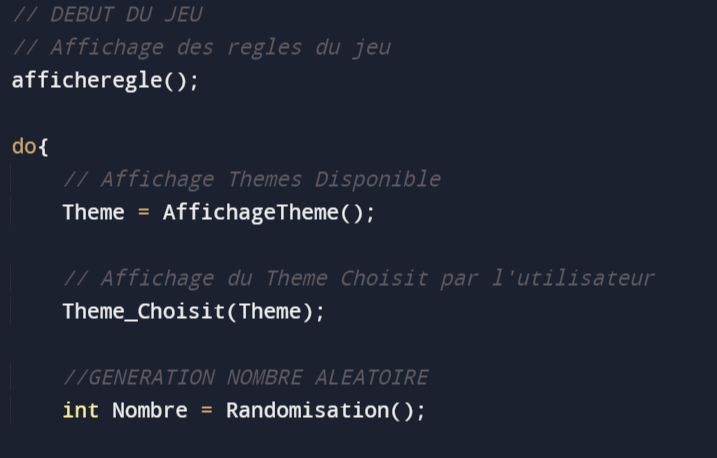 // DEBUT DU JEU
// Affichage des regles du jeu
afficheregle();
do{
// Affichage Themes Disponible
Theme = AffichageTheme();
// Affichage du Theme Choisit par l'utilisateur
Theme_Choisit(Theme);
//GENERATION NOMBRE ALEATOIRE
int Nombre = Randomisation();